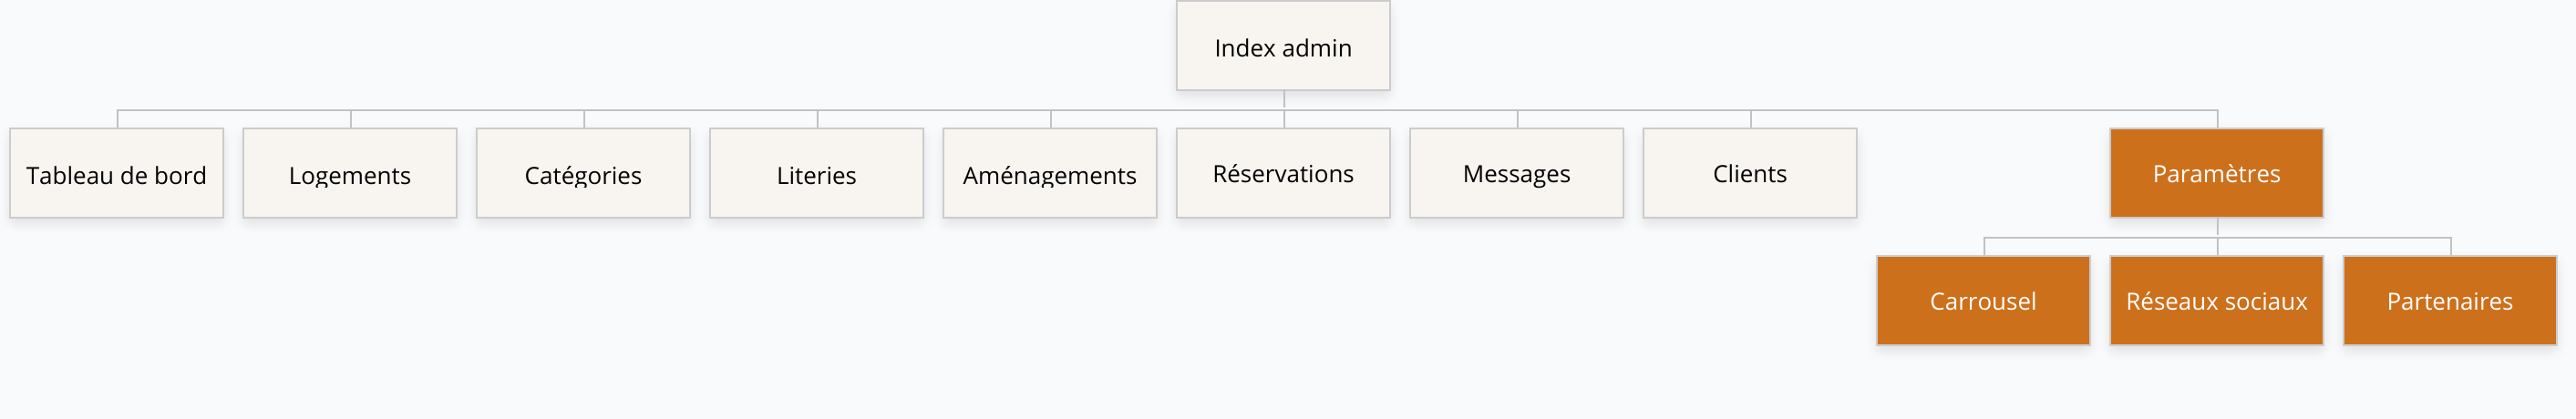 Index admin
Tableau de bord
Logements
Catégories
Literies
Aménagements
Réservations
Messages
Clients
Paramètres
Carrousel
Réseaux sociaux
Partenaires